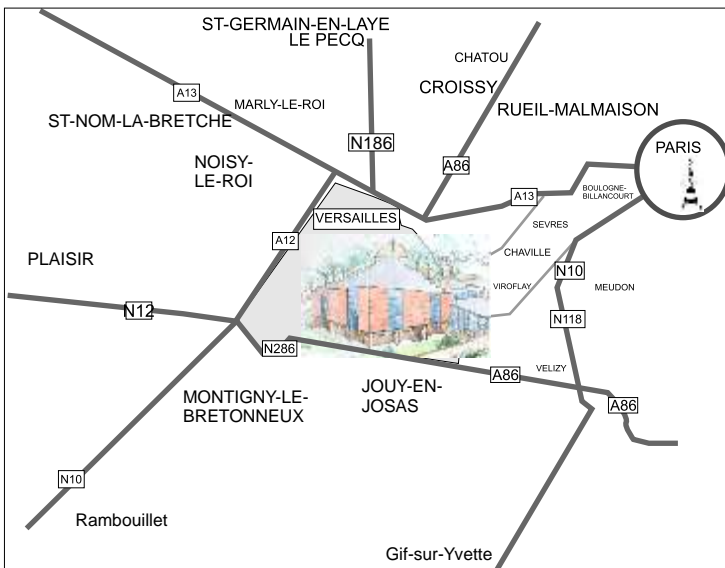 ST-GERMAIN-EN-LAYE
LE PECQ
CHATOU
CROISSY
A13
MARLY-LE-ROI
ST-NOM-LA-BRETCHE
RUEIL-MALMAISON
N186
NOISY-
LE-ROI
A86
PARIS
A13
BOULOGNE-
BILLANCOURT
VERSAILLES
SEVRES
A12
CHAVILLE
PLAISIR
N10
VIROFLAY
MEUDON
N12
N118
N286
VELIZY
A86
JOUY-EN-
JOSAS
MONTIGNY-LE-
BRETONNEUX
A86
N10
Rambouillet
Gif-sur-Yvette